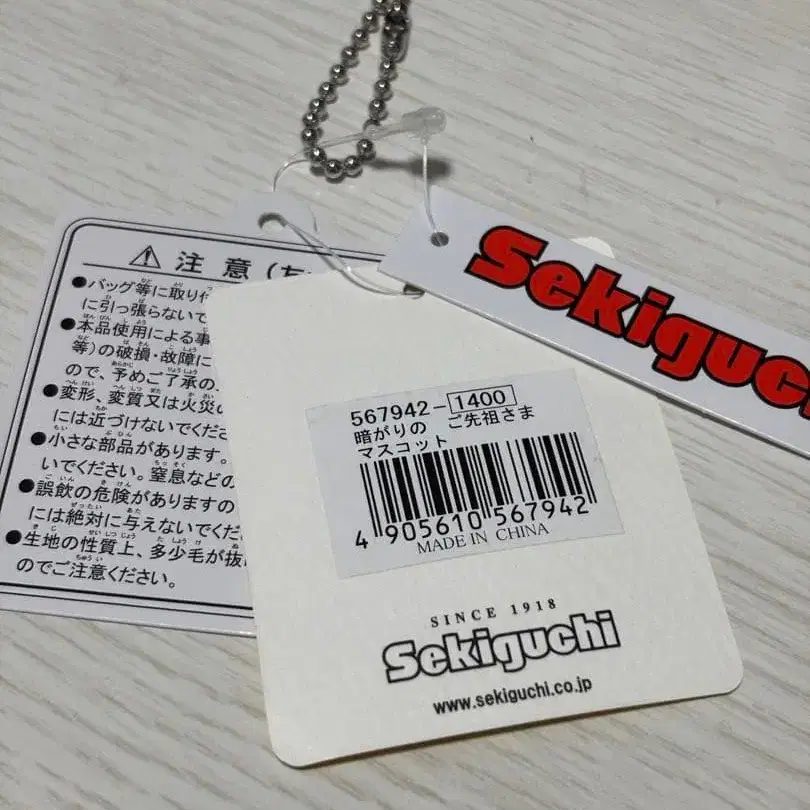 ⚠ 注意(
●バッグ等に取り
に引っ張らないで
●本品使用による事
等)の破損・故障に
ので、予めご了承の
●変形、変質又は火災の
には近づけないでくだ
●小さな部品があります。
いでください。窒息などの
●誤飲の危険がありますの
には絶対に与えないでくだ
●生地の性質上、多少毛が抜
のでご注意ください。
Sekiguchi
567942-1400
暗がりの ご先祖さま
マスコット
4 905610 567942
MADE IN CHINA
SINCE 1918
Sekiguchi
www.sekiguchi.co.jp